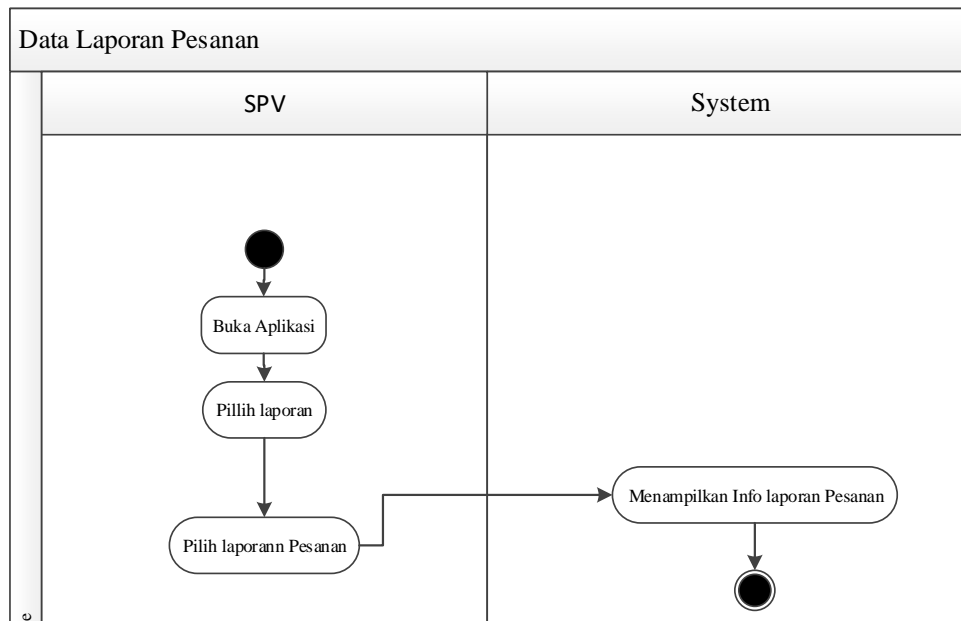 Data Laporan Pesanan
SPV
System
Buka Aplikasi
Pillih laporan
Menampilkan Info laporan Pesanan
Pilih laporann Pesanan
e